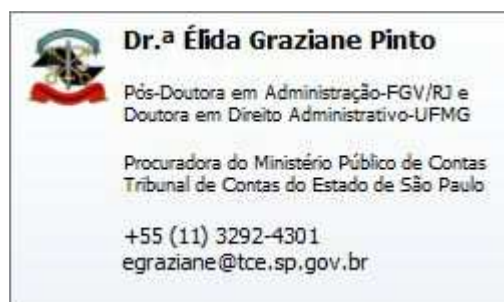 Dr.ª Élida Graziane Pinto
Pós-Doutora em Administração-FGV/RJ e
Doutora em Direito Administrativo-UFMG
Procuradora do Ministério Público de Contas
Tribunal de Contas do Estado de São Paulo
+55 (11) 3292-4301
egraziane@tce.sp.gov.br